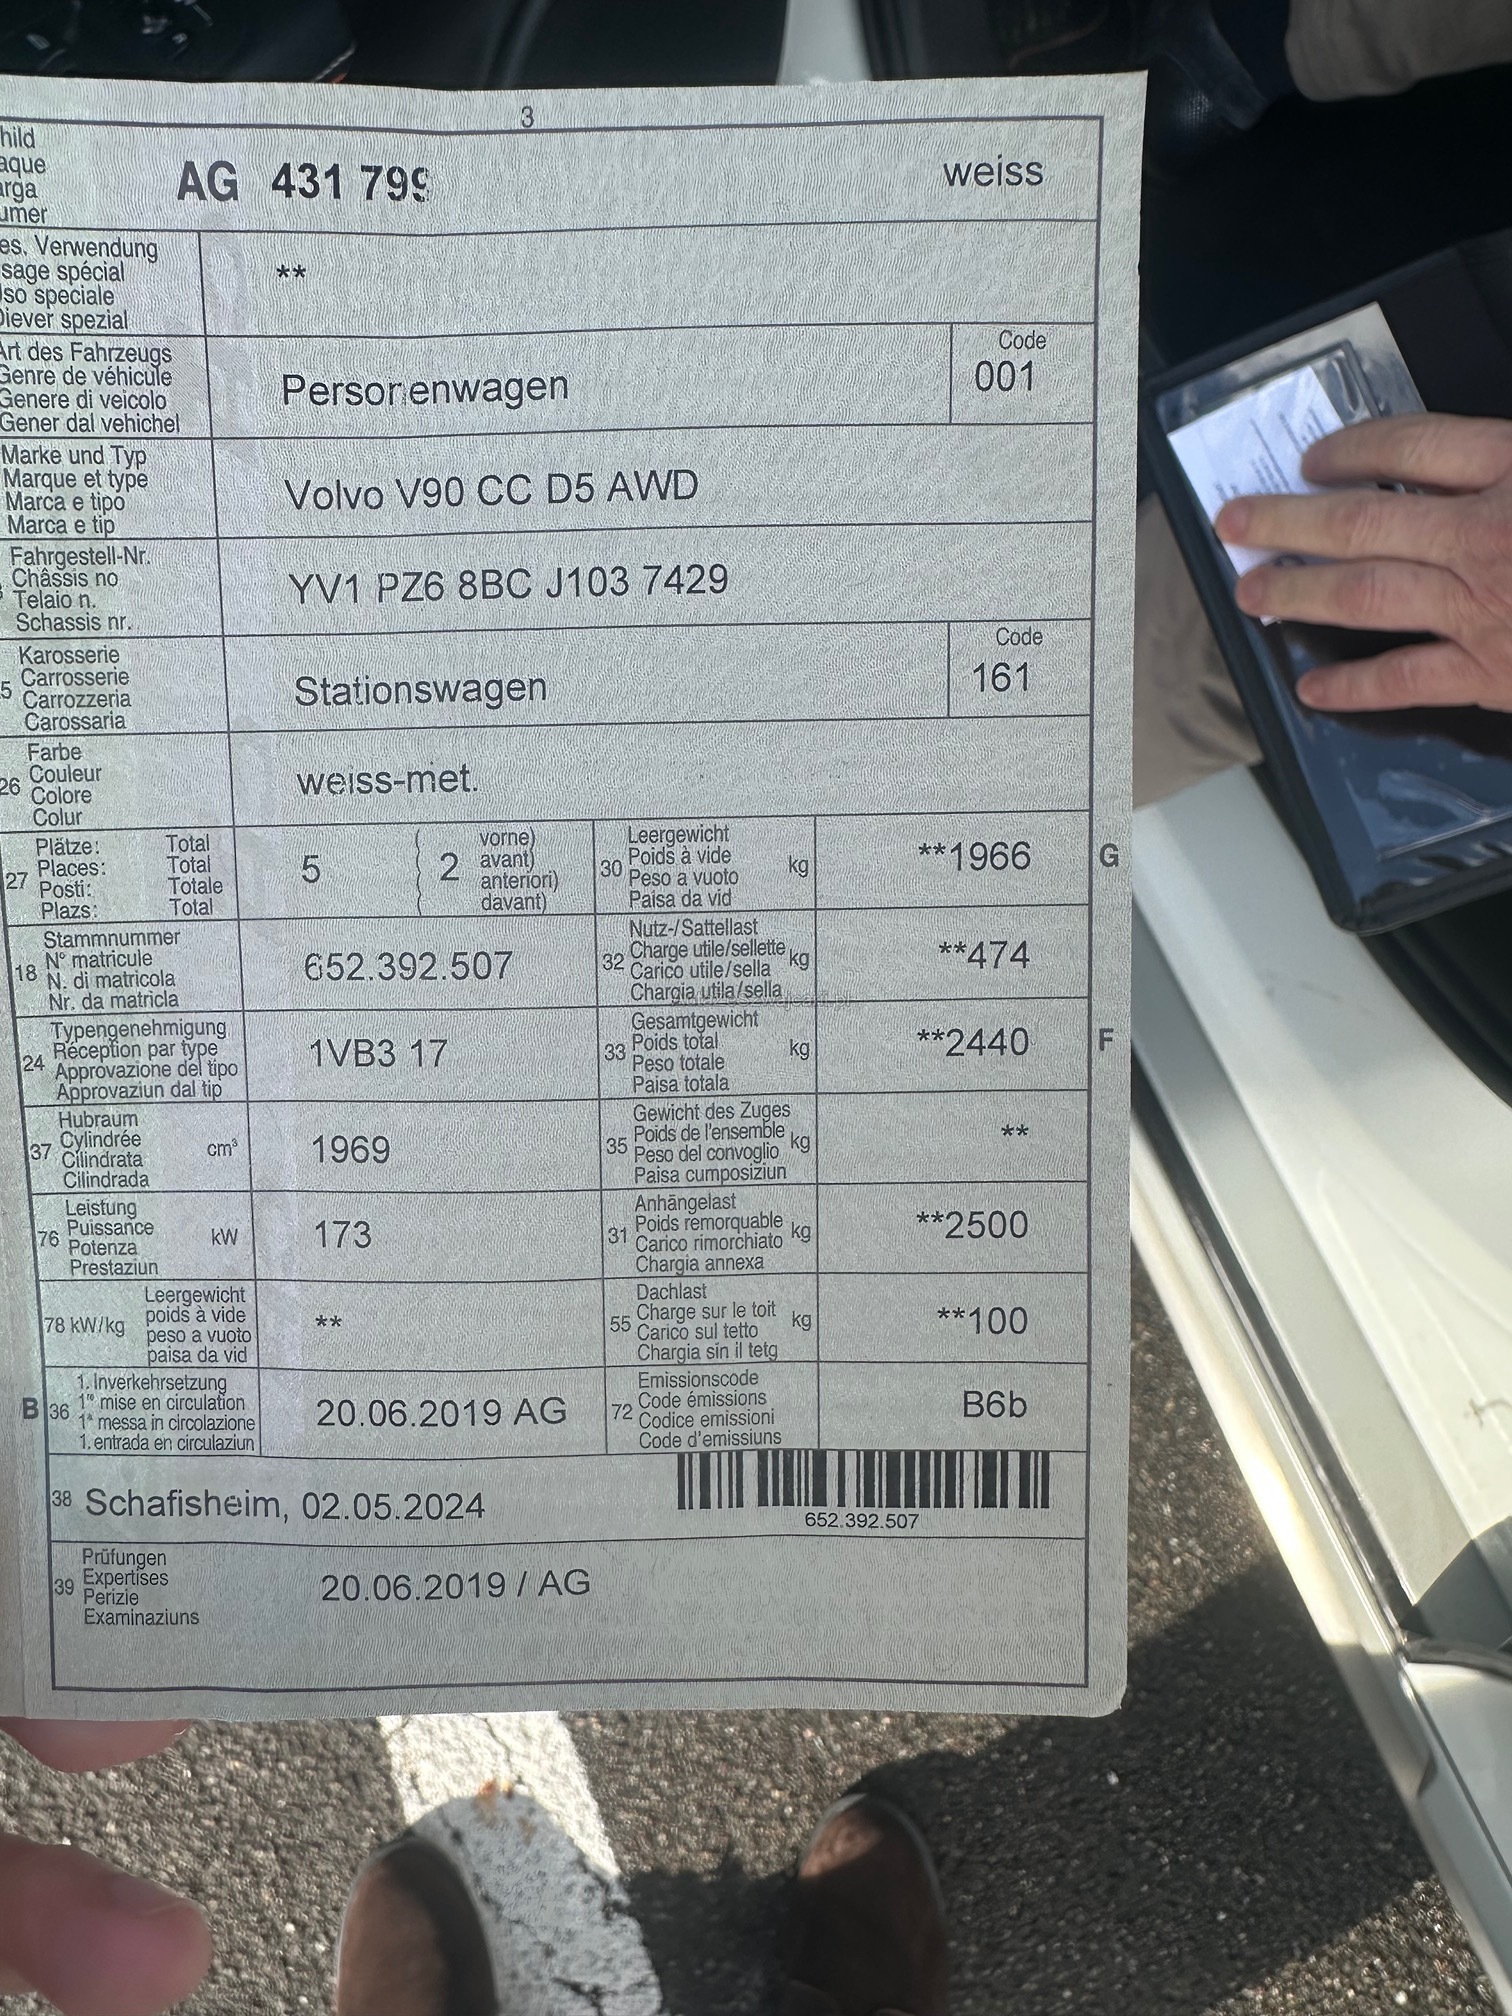 3
hild
aque
arga
umer
AG 431 799
weiss
es. Verwendung
sage spécial
so speciale
Diever spezial
**
Art des Fahrzeugs
Genre de véhicule
Genere di veicolo
Gener dal vehichel
Personenwagen
Code
001
Marke und Typ
Marque et type
Marca e tipo
Marca e tip
Volvo V90 CC D5 AWD
Fahrgestell-Nr.
Châssis no
Telaio n.
Schassis nr.
YV1 PZ6 8BC J103 7429
5
Karosserie
Carrosserie
Carrozzeria
Carossaria
Stationswagen
Code
161
26
Farbe
Couleur
Colore
Colur
weiss-met.
27
Plätze: Total
Places: Total
Posti: Totale
Plazs: Total
5 ( 2
vorne)
avant)
anteriori)
davant)
30
Leergewicht
Poids à vide
Peso a vuoto
Paisa da vid
kg
**1966
G
18
Stammnummer
N° matricule
N. di matricola
Nr. da matricla
652.392.507
32
Nutz-/Sattellast
Charge utile/sellette
Carico utile/sella
Chargia utila/sella
kg
**474
24
Typengenehmigung
Réception par type
Approvazione del tipo
Approvaziun dal tip
1VB3 17
33
Gesamtgewicht
Poids total
Peso totale
Paisa totala
kg
**2440
F
37
Hubraum
Cylindrée
Cilindrata
Cilindrada
cm³
1969
35
Gewicht des Zuges
Poids de l'ensemble
Peso del convoglio
Paisa cumposiziun
kg
**
76
Leistung
Puissance
Potenza
Prestaziun
kW
173
31
Anhängelast
Poids remorquable
Carico rimorchiato
Chargia annexa
kg
**2500
78 kW/kg
Leergewicht
poids à vide
peso a vuoto
paisa da vid
**
55
Dachlast
Charge sur le toit
Carico sul tetto
Chargia sin il tetg
kg
**100
B
36
1. Inverkehrsetzung
1re mise en circulation
1a messa in circolazione
1. entrada en circulaziun
20.06.2019 AG
72
Emissionscode
Code émissions
Codice emissioni
Code d'emissiuns
B6b
38
Schafisheim, 02.05.2024
652.392.507
39
Prüfungen
Expertises
Perizie
Examinaziuns
20.06.2019 / AG